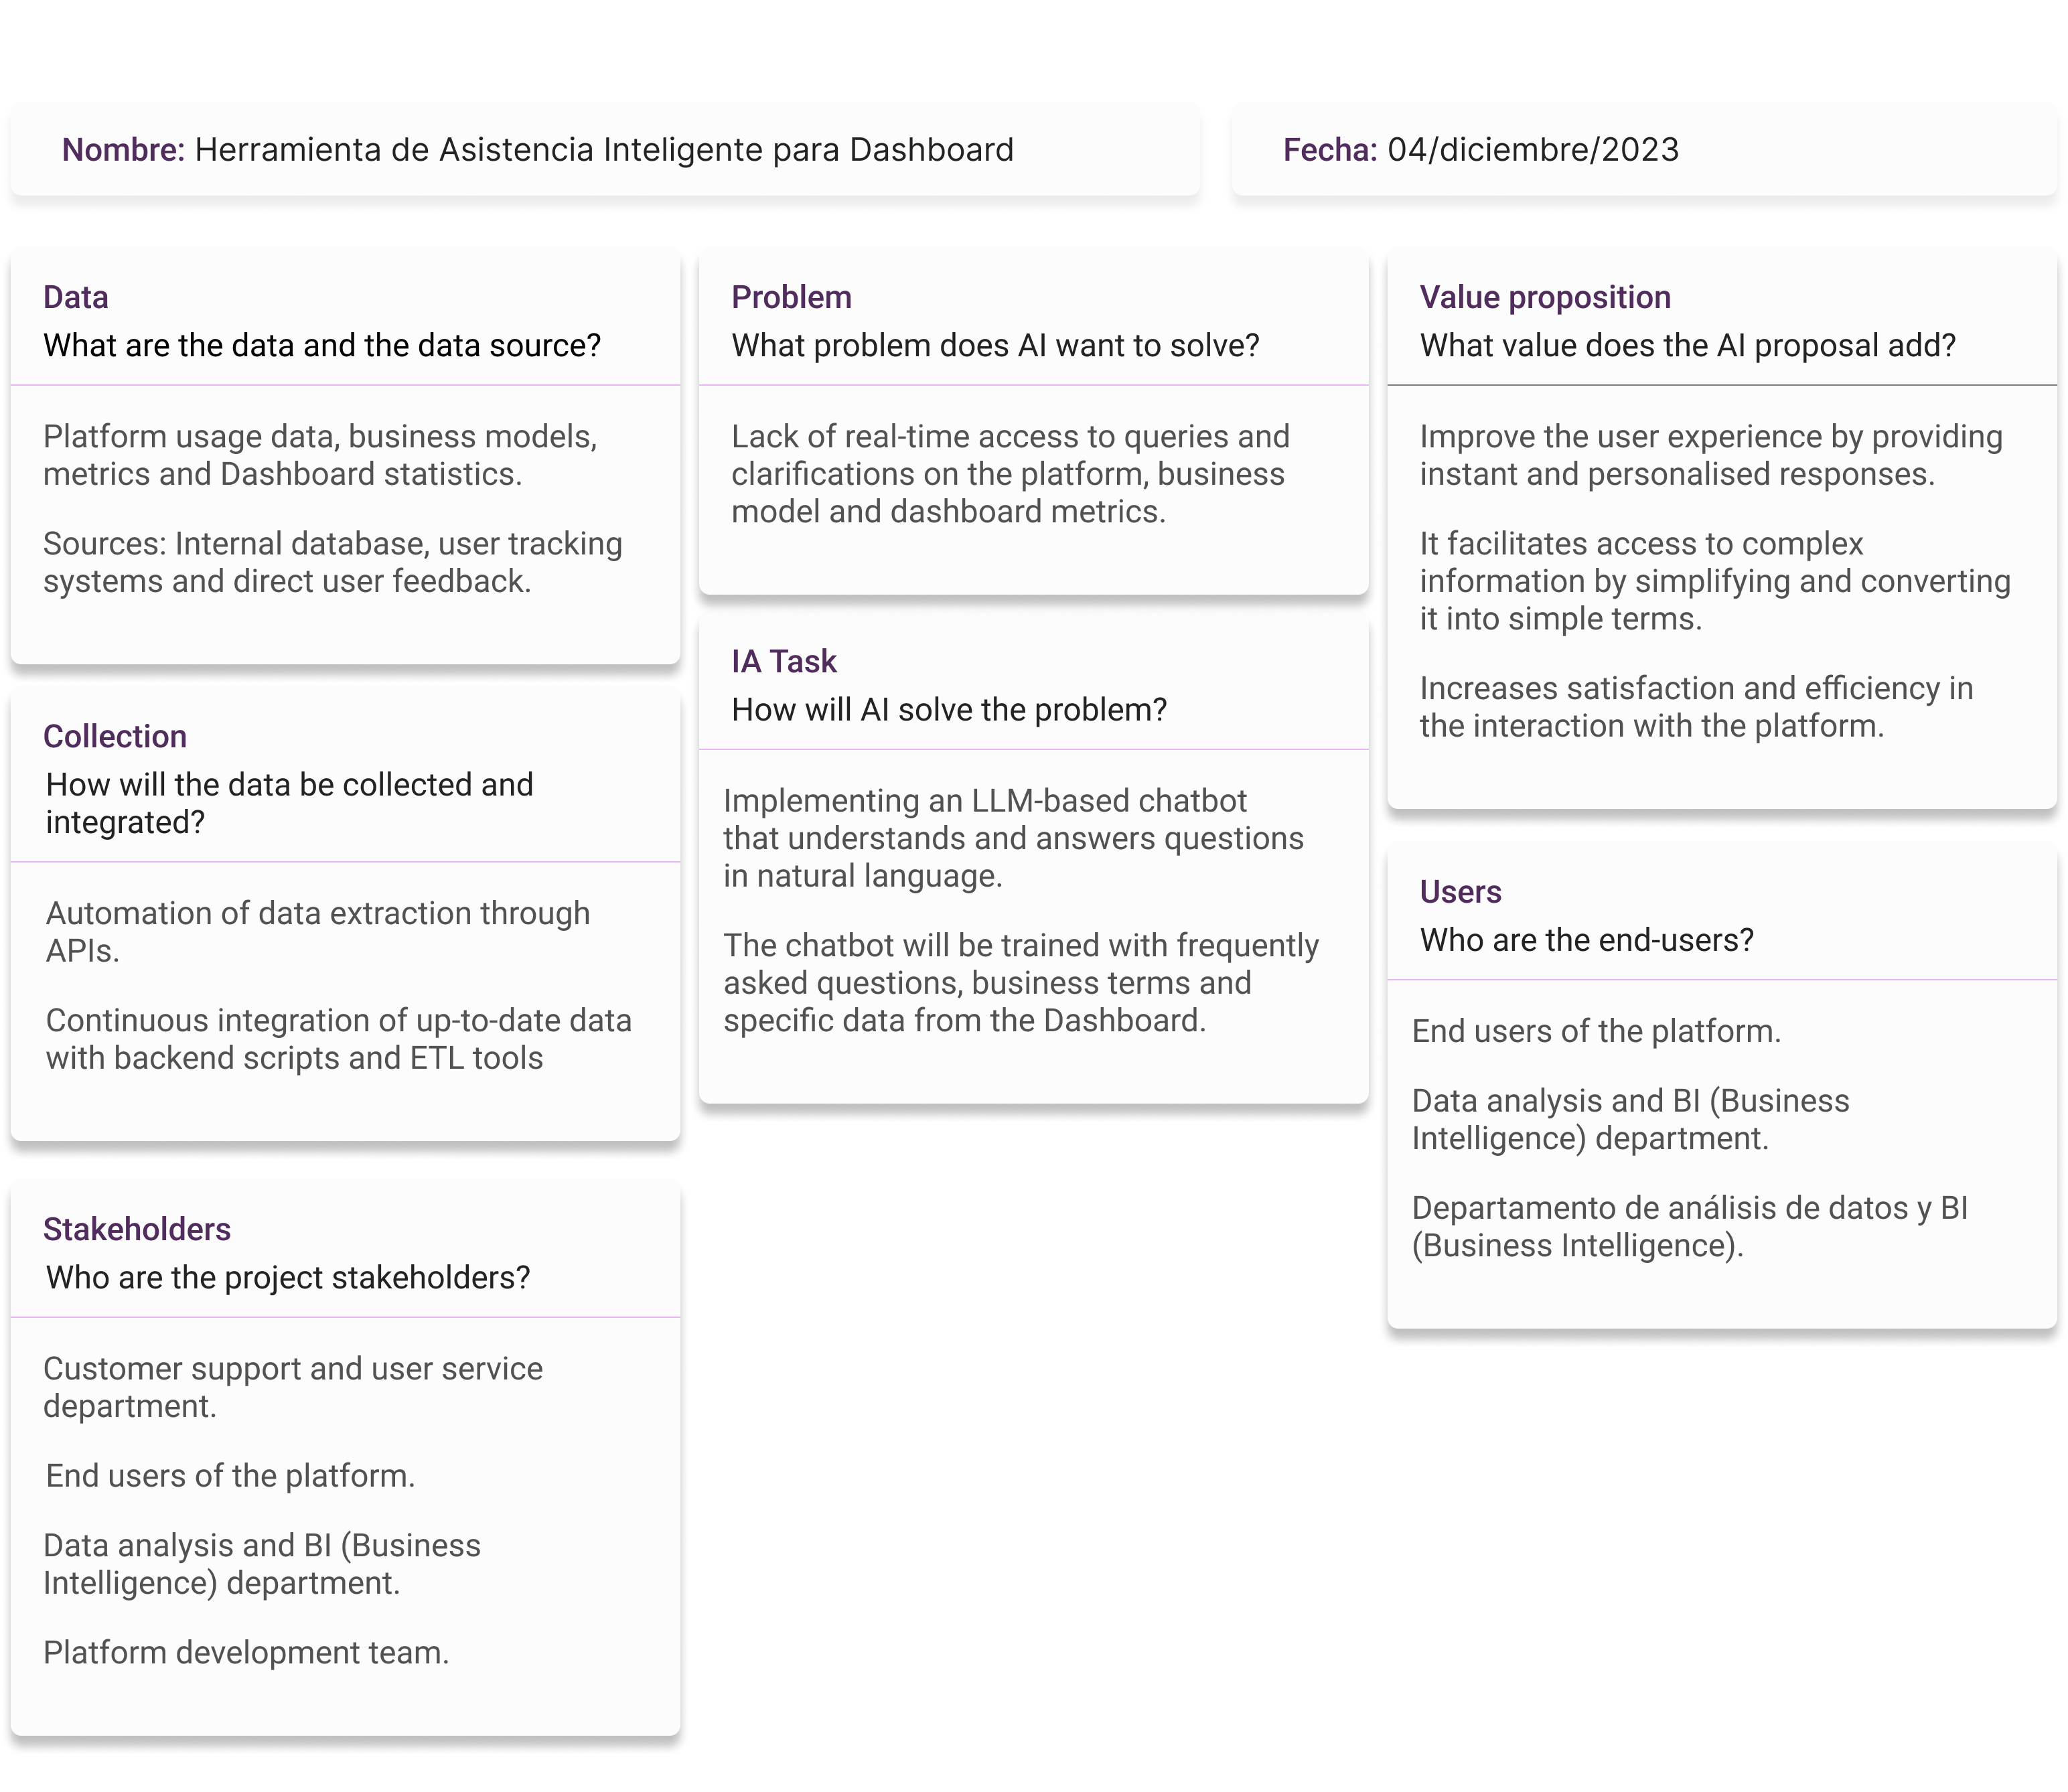 Nombre: Herramienta de Asistencia Inteligente para Dashboard
Fecha: 04/diciembre/2023
Data
What are the data and the data source?
Platform usage data, business models,
metrics and Dashboard statistics.
Sources: Internal database, user tracking
systems and direct user feedback.
Collection
How will the data be collected and
integrated?
Automation of data extraction through
APIs.
Continuous integration of up-to-date data
with backend scripts and ETL tools
Stakeholders
Who are the project stakeholders?
Customer support and user service
department.
End users of the platform.
Data analysis and BI (Business
Intelligence) department.
Platform development team.
Problem
What problem does AI want to solve?
Lack of real-time access to queries and
clarifications on the platform, business
model and dashboard metrics.
IA Task
How will AI solve the problem?
Implementing an LLM-based chatbot
that understands and answers questions
in natural language.
The chatbot will be trained with frequently
asked questions, business terms and
specific data from the Dashboard.
Value proposition
What value does the AI proposal add?
Improve the user experience by providing
instant and personalised responses.
It facilitates access to complex
information by simplifying and converting
it into simple terms.
Increases satisfaction and efficiency in
the interaction with the platform.
Users
Who are the end-users?
End users of the platform.
Data analysis and BI (Business
Intelligence) department.
Departamento de análisis de datos y BI
(Business Intelligence).